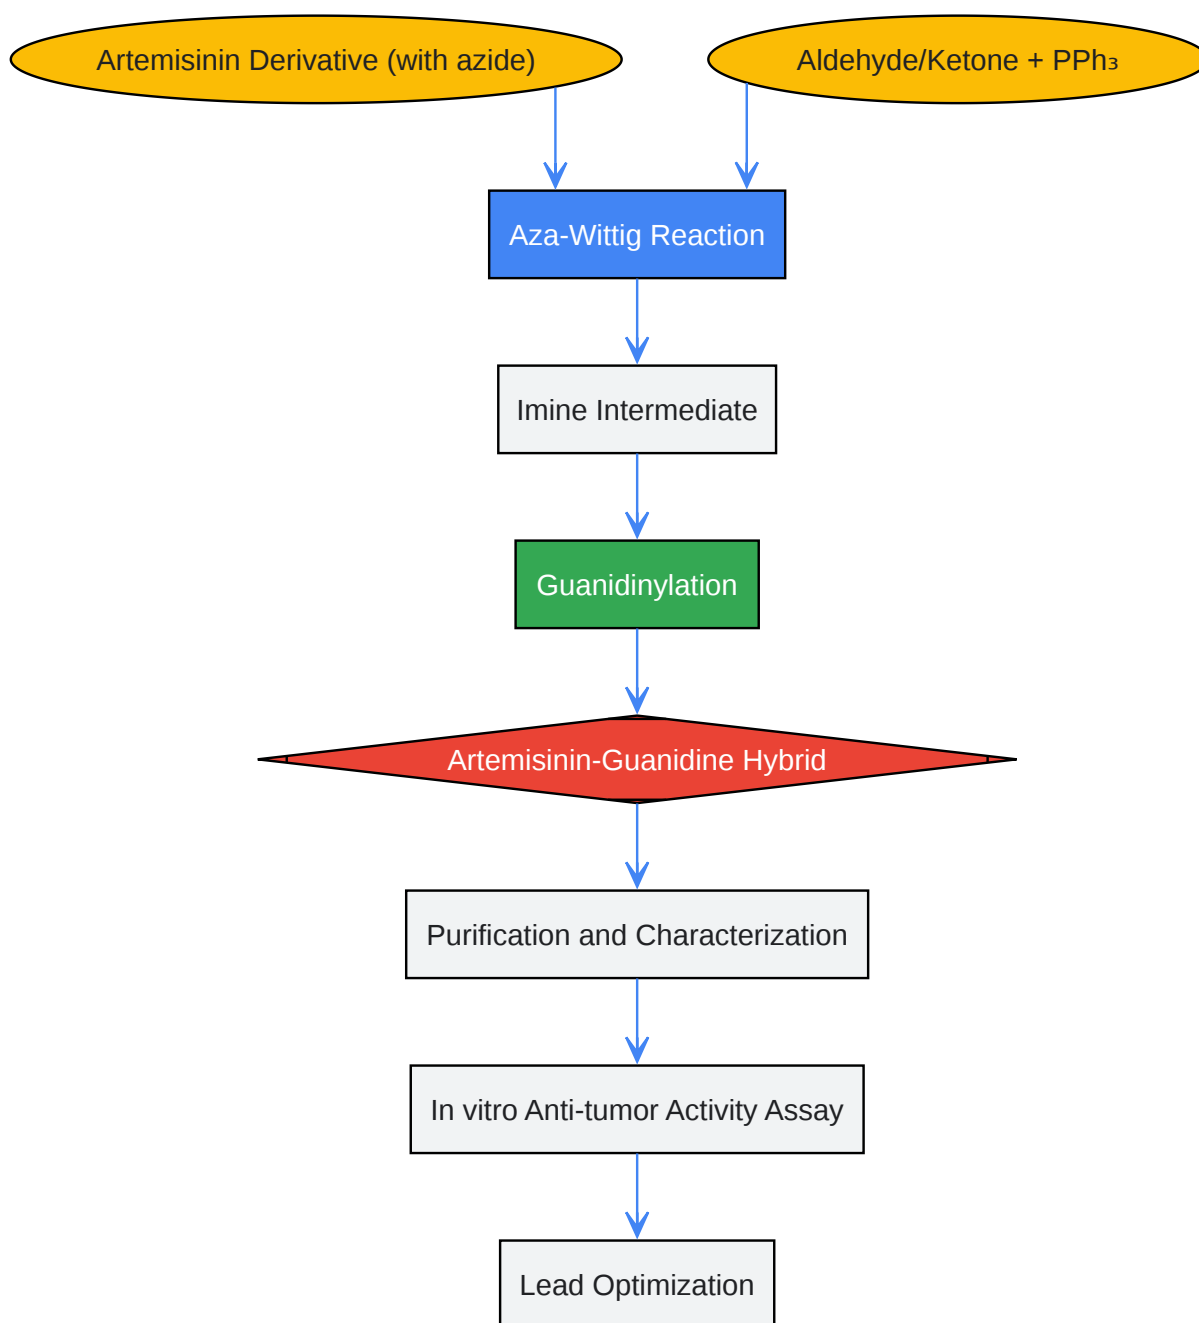 Artemisinin Derivative (with azide)
Aldehyde/Ketone + PPh₃
Aza-Wittig Reaction
Imine Intermediate
Guanidinylation
Artemisinin-Guanidine Hybrid
Purification and Characterization
In vitro Anti-tumor Activity Assay
Lead Optimization